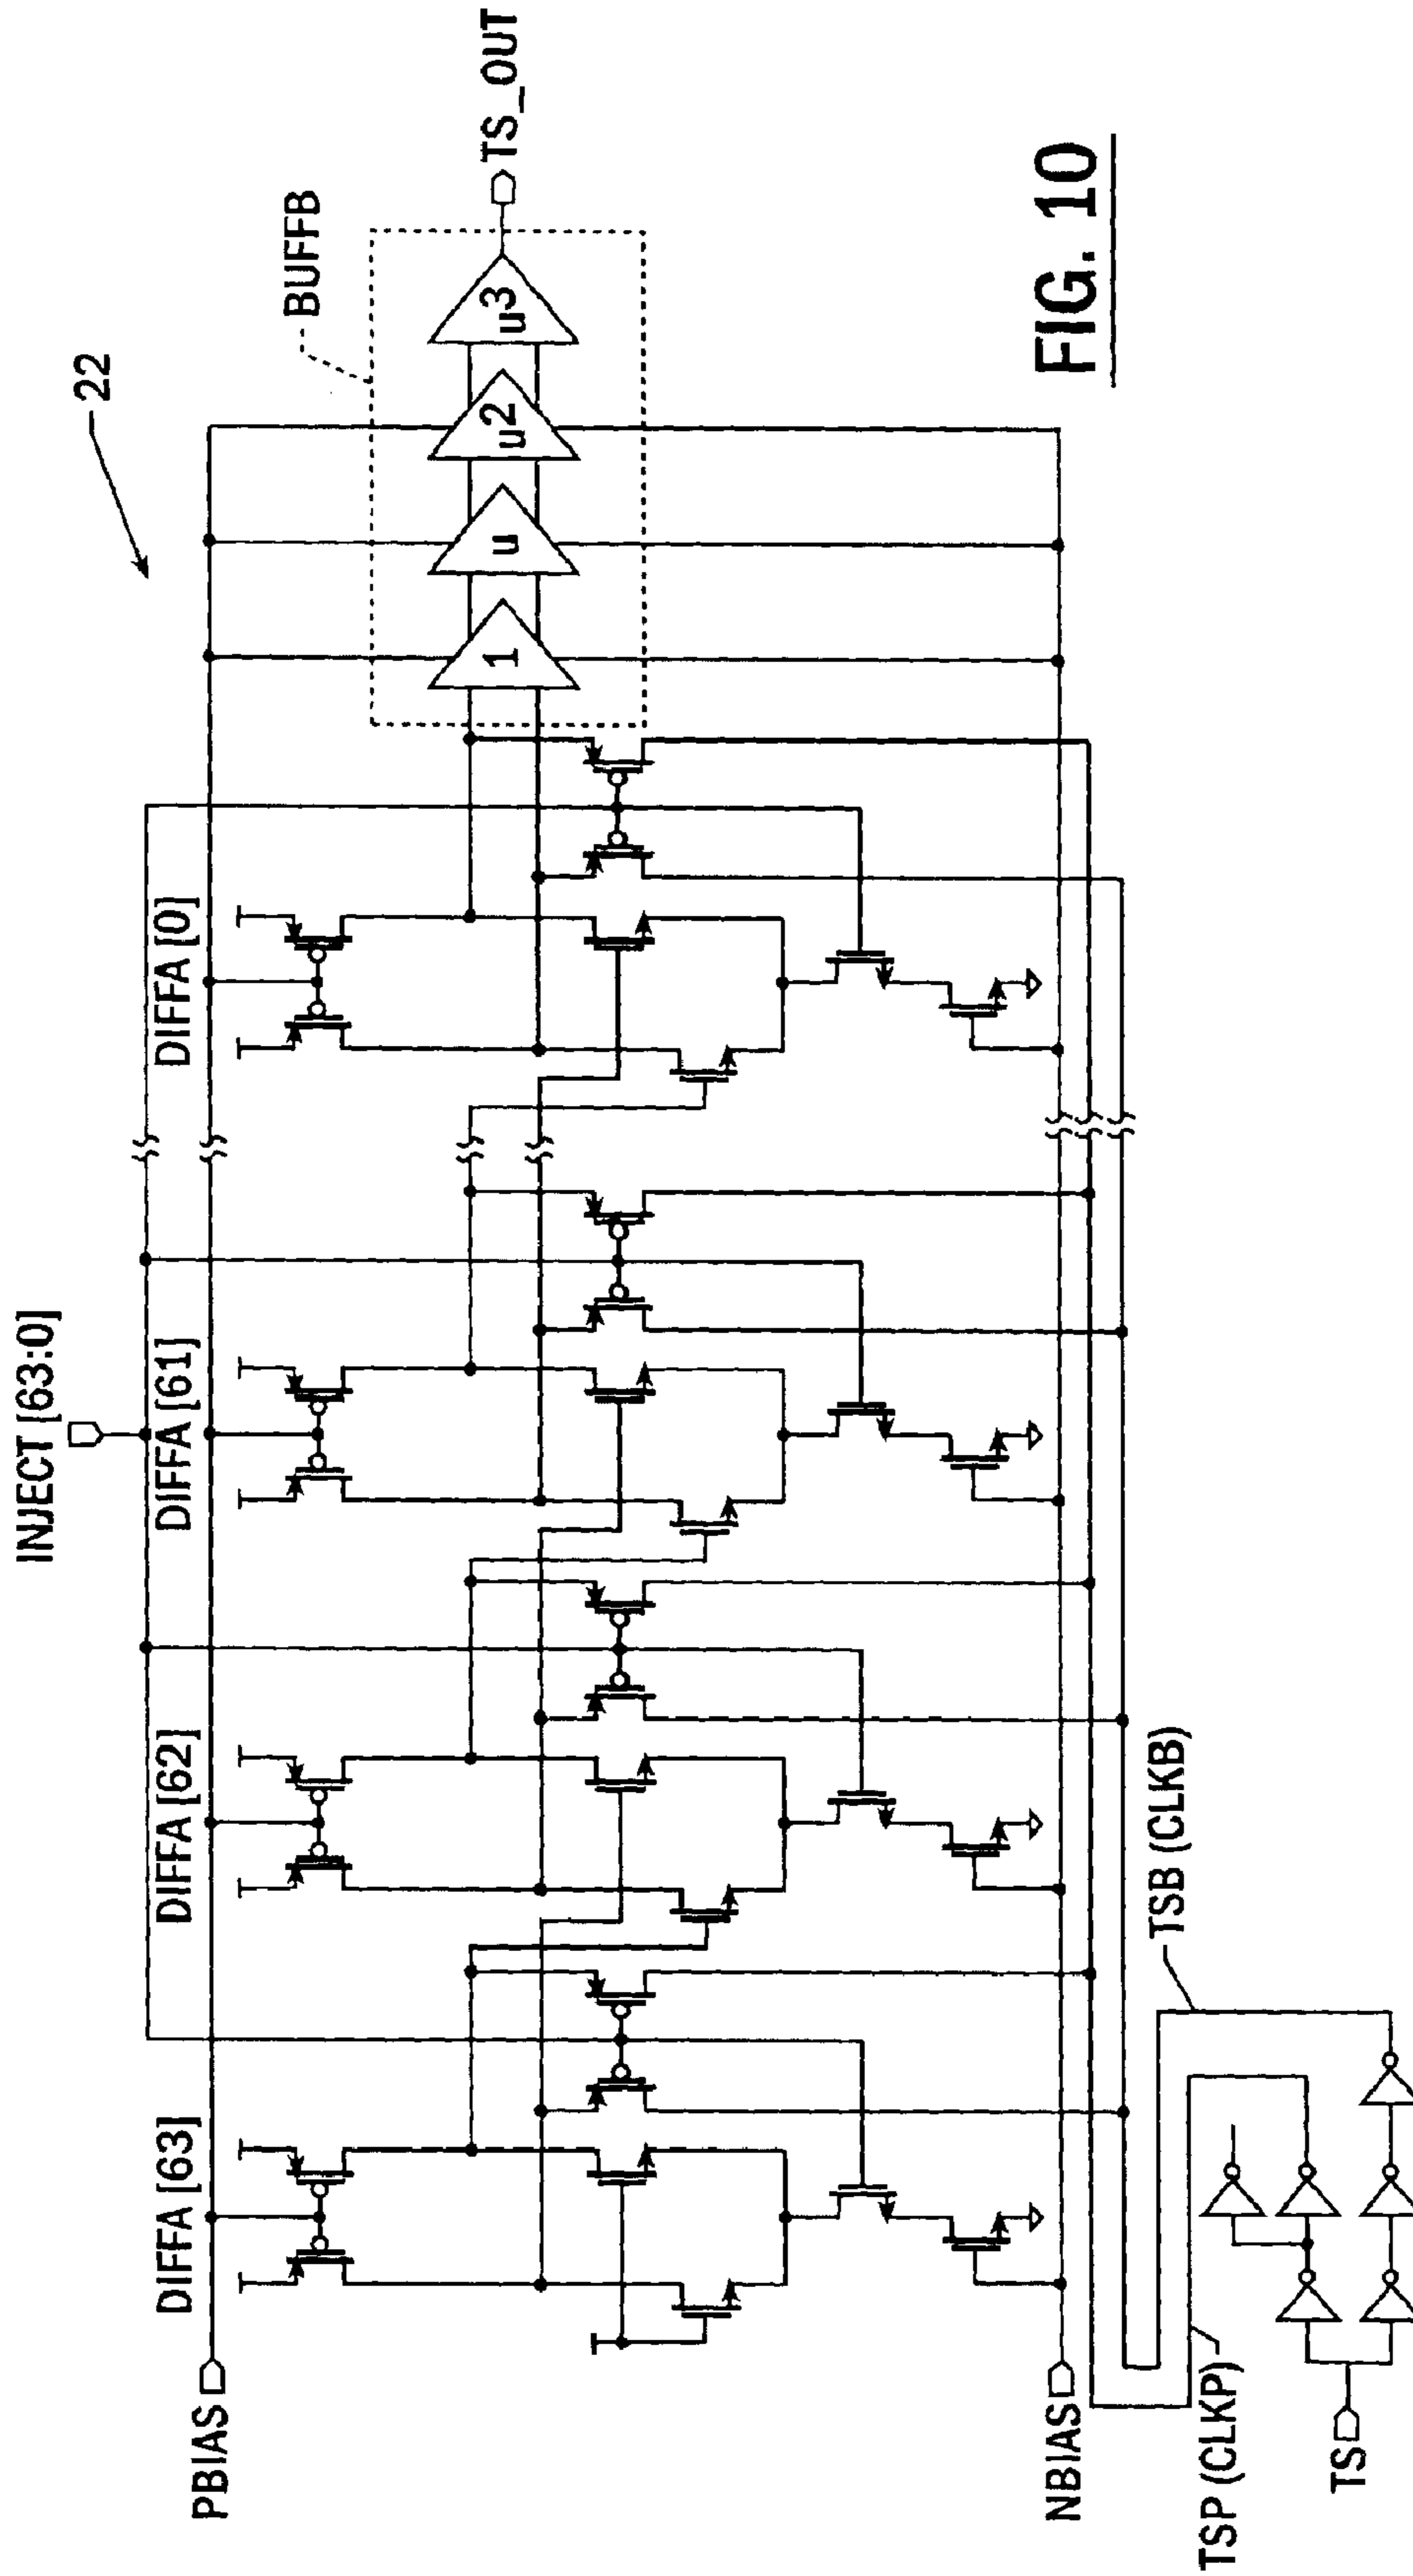 INJECT [63:0]
22
DIFFA [63]
DIFFA [62]
DIFFA [61]
DIFFA [0]
PBIAS
BUFFB
1
u
u2
u3
TS_OUT
NBIAS
TSP (CLKP)
TSB (CLKB)
TS
FIG. 10